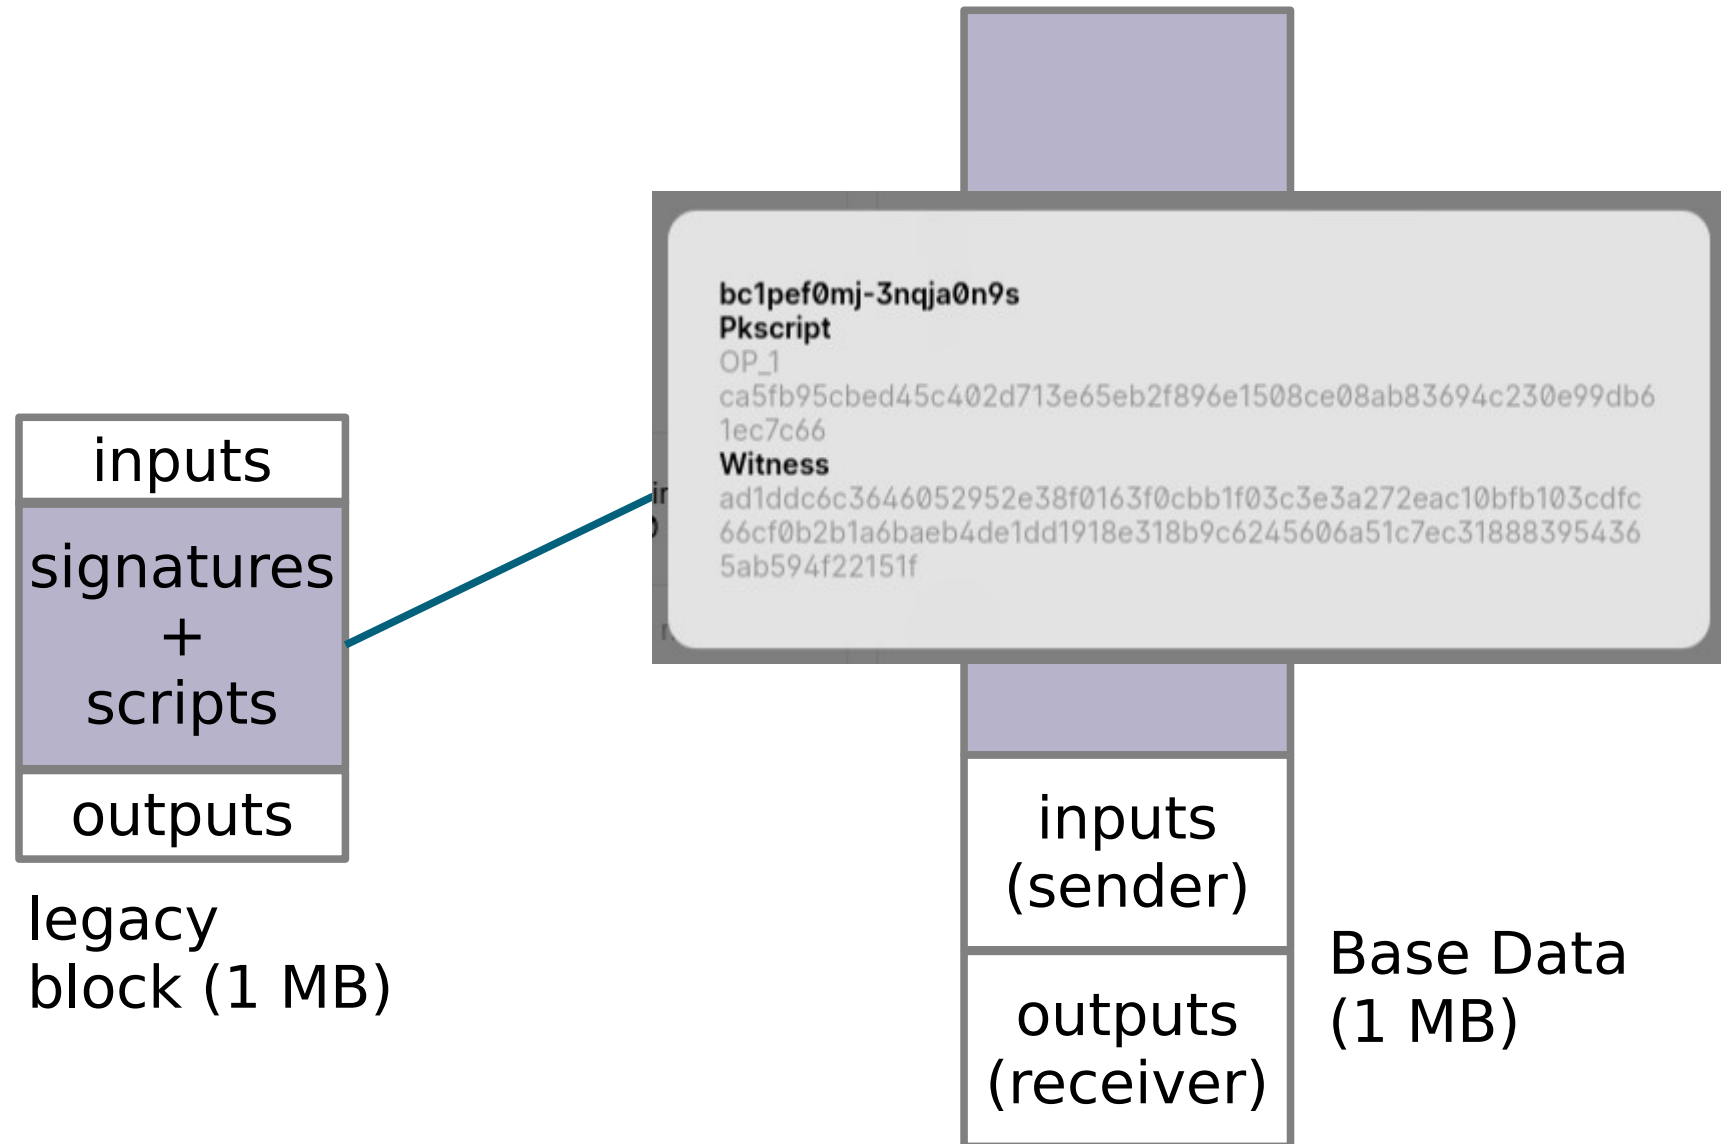 bc1pef0mj-3nqja0n9s
Pkscript
OP_1
ca5fb95cbed45c402d713e65eb2f896e1508ce08ab83694c230e99db6
1ec7c66
Witness
ad1ddc6c3646052952e38f0163f0cbb1f03c3e3a272eac10bfb103cdfc
66cf0b2b1a6baeb4de1dd1918e318b9c6245606a51c7ec31888395436
5ab594f22151f
inputs
signatures
+
scripts
outputs
legacy
block (1 MB)
inputs
(sender)
outputs
(receiver)
Base Data
(1 MB)